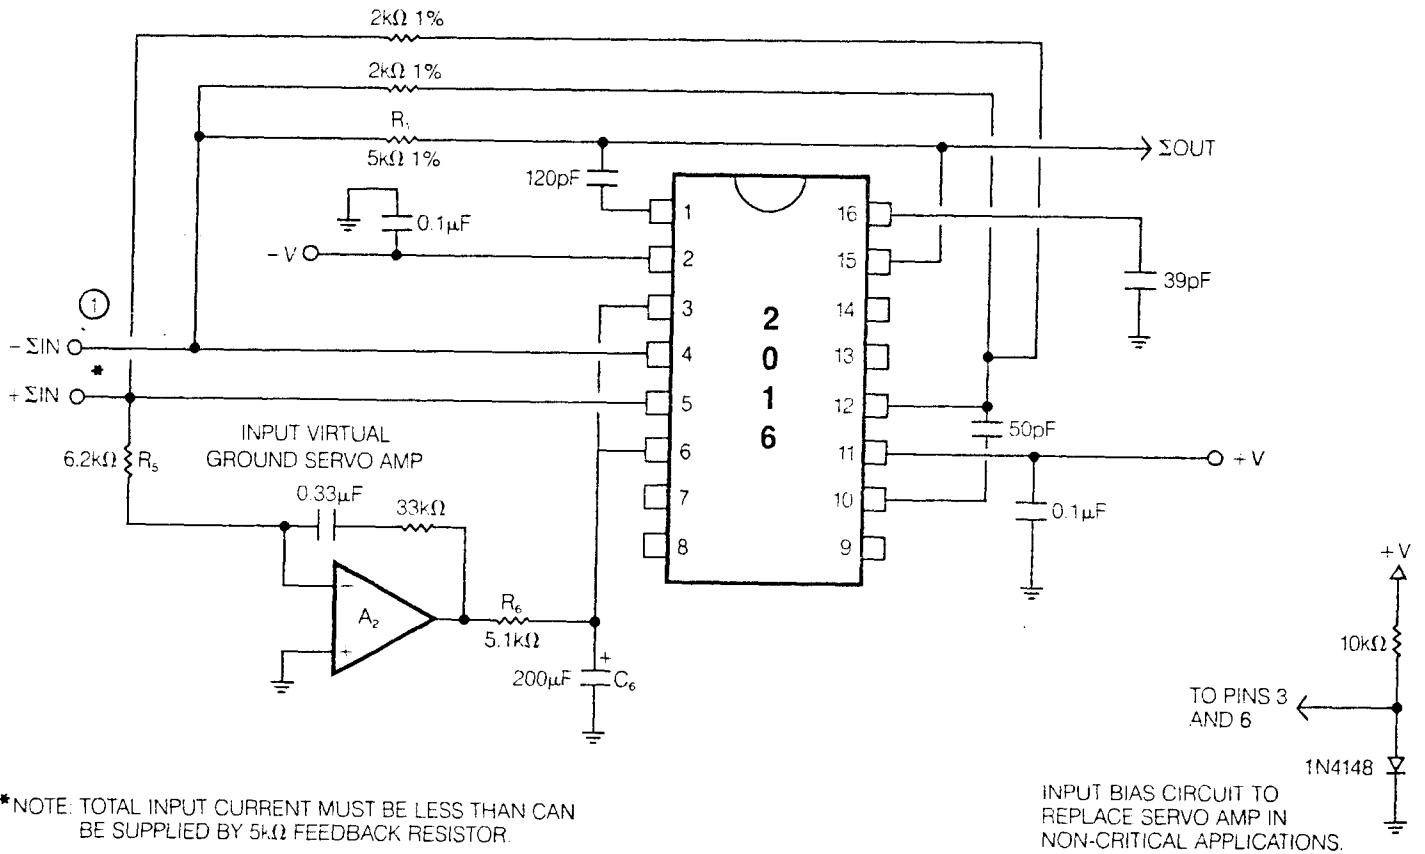 2kΩ 1%
2kΩ 1%
R₁
5kΩ 1%
ΣOUT
120pF
0.1μF
− V
1
16
2
15
39pF
3
14
①
− ΣIN
4
13
*
+ ΣIN
5
12
2
0
1
6
50pF
INPUT VIRTUAL
GROUND SERVO AMP
6.2kΩ R₅
6
11
+V
0.33μF
33kΩ
7
10
0.1μF
8
9
−
A₂
+
R₆
5.1kΩ
+
200μF C₆
+V
10kΩ
TO PINS 3
AND 6
1N4148
*NOTE: TOTAL INPUT CURRENT MUST BE LESS THAN CAN
BE SUPPLIED BY 5kΩ FEEDBACK RESISTOR.
INPUT BIAS CIRCUIT TO
REPLACE SERVO AMP IN
NON-CRITICAL APPLICATIONS.